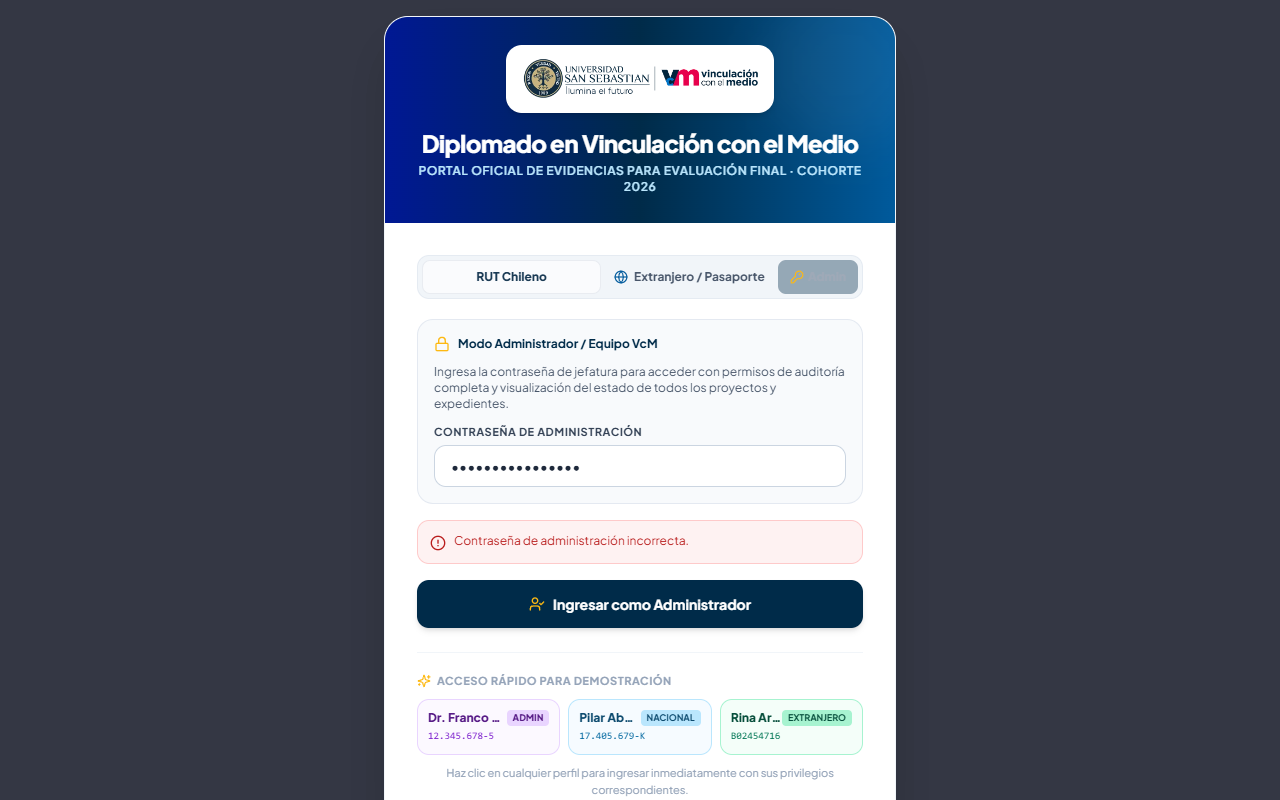 UNIVERSIDAD
SAN SEBASTIAN
Ilumina el futuro
vm vinculación
con el medio
Diplomado en Vinculación con el Medio
PORTAL OFICIAL DE EVIDENCIAS PARA EVALUACIÓN FINAL · COHORTE
2026
RUT Chileno
Extranjero / Pasaporte
Modo Administrador / Equipo VcM
Ingresa la contraseña de jefatura para acceder con permisos de auditoría
completa y visualización del estado de todos los proyectos y
expedientes.
CONTRASEÑA DE ADMINISTRACIÓN
••••••••••••••••
Contraseña de administración incorrecta.
Ingresar como Administrador
ACCESO RÁPIDO PARA DEMOSTRACIÓN
Dr. Franco ... ADMIN
12.345.678-5
Pilar Ab... NACIONAL
17.405.679-K
Rina Ar... EXTRANJERO
B02454716
Haz clic en cualquier perfil para ingresar inmediatamente con sus privilegios
correspondientes.